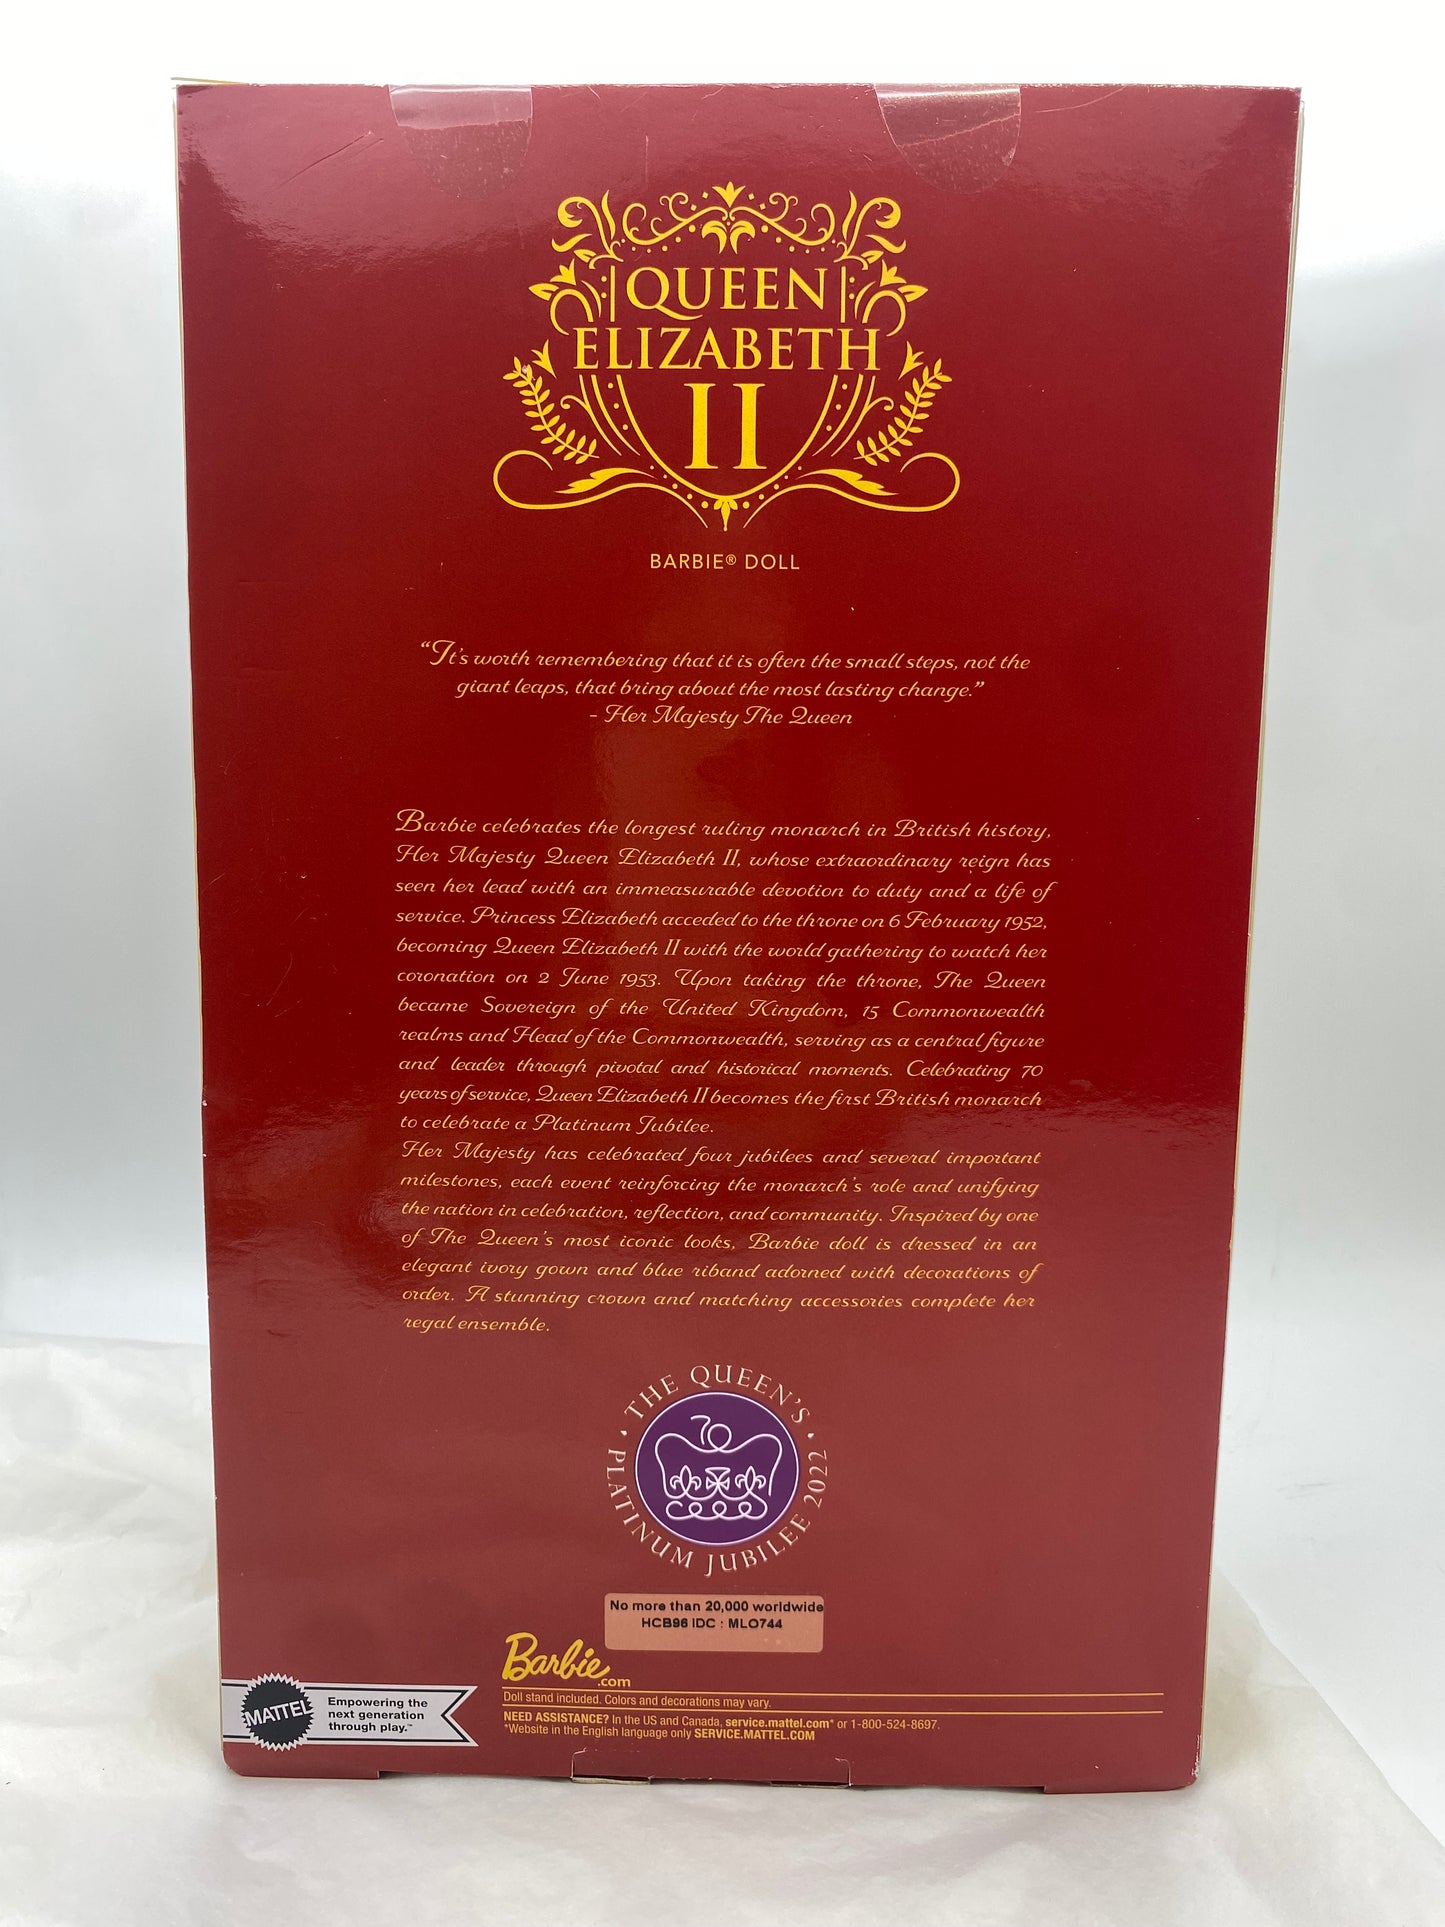 QUEEN
ELIZABETH
II
BARBIE® DOLL
“It's worth remembering that it is often the small steps, not the
giant leaps, that bring about the most lasting change.”
- Her Majesty The Queen
Barbie celebrates the longest ruling monarch in British history,
Her Majesty Queen Elizabeth II, whose extraordinary reign has
seen her lead with an immeasurable devotion to duty and a life of
service. Princess Elizabeth acceded to the throne on 6 February 1952,
becoming Queen Elizabeth II with the world gathering to watch her
coronation on 2 June 1953. Upon taking the throne, The Queen
became Sovereign of the United Kingdom, 15 Commonwealth
realms and Head of the Commonwealth, serving as a central figure
and leader through pivotal and historical moments. Celebrating 70
years of service, Queen Elizabeth II becomes the first British monarch
to celebrate a Platinum Jubilee.
Her Majesty has celebrated four jubilees and several important
milestones, each event reinforcing the monarch's role and unifying
the nation in celebration, reflection, and community. Inspired by one
of The Queen's most iconic looks, Barbie doll is dressed in an
elegant ivory gown and blue riband adorned with decorations of
order. A stunning crown and matching accessories complete her
regal ensemble.
THE QUEEN'S
70
PLATINUM JUBILEE 2022
No more than 20,000 worldwide
HCB96 IDC : MLO744
Barbie.com
Doll stand included. Colors and decorations may vary.
NEED ASSISTANCE? In the US and Canada, service.mattel.com* or 1-800-524-8697.
*Website in the English language only SERVICE.MATTEL.COM
MATTEL
Empowering the
next generation
through play.™